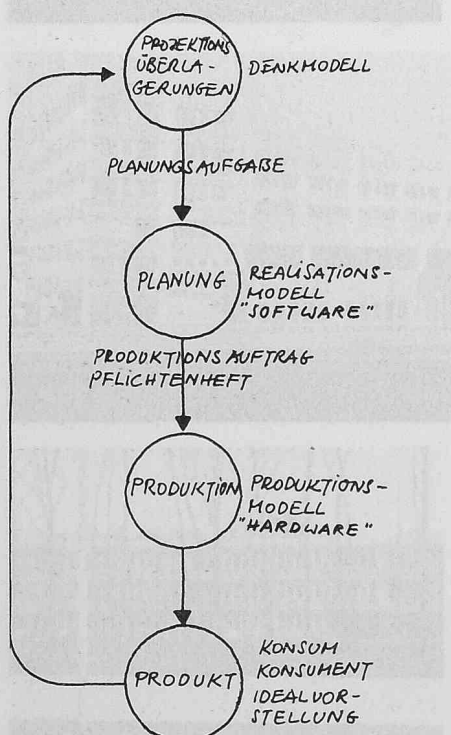 PROJEKTIONS
ÜBERLA-
GERUNGEN
DENKMODELL
PLANUNGSAUFGABE
PLANUNG
REALISATIONS-
MODELL
"SOFTWARE"
PRODUKTIONSAUFTRAG
PFLICHTENHEFT
PRODUKTION
PRODUKTIONS-
MODELL
"HARDWARE"
PRODUKT
KONSUM
KONSUMENT
IDEALVOR-
STELLUNG